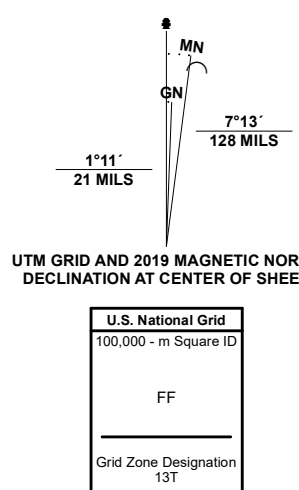 MN
GN
7°13´
128 MILS
1°11´
21 MILS
UTM GRID AND 2019 MAGNETIC NOR
DECLINATION AT CENTER OF SHEE
U.S. National Grid
100,000 - m Square ID
FF
Grid Zone Designation
13T